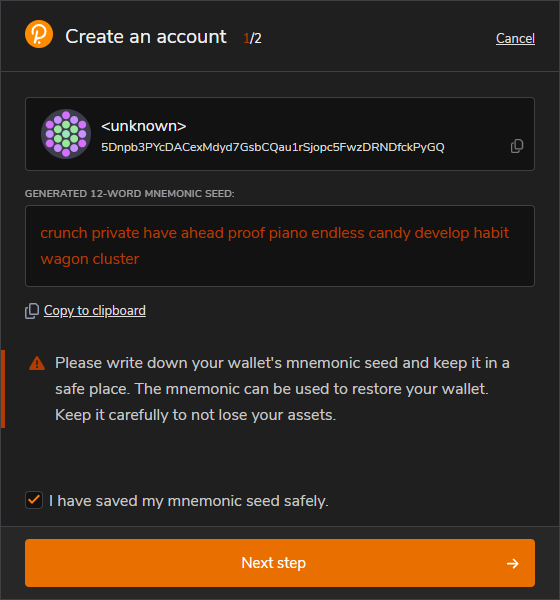 Create an account 1/2 Cancel
<unknown>
5Dnpb3PYcDACexMdyd7GsbCQau1rSjopc5FwzDRNDfckPyGQ
GENERATED 12-WORD MNEMONIC SEED:
crunch private have ahead proof piano endless candy develop habit
wagon cluster
Copy to clipboard
Please write down your wallet's mnemonic seed and keep it in a
safe place. The mnemonic can be used to restore your wallet.
Keep it carefully to not lose your assets.
I have saved my mnemonic seed safely.
Next step